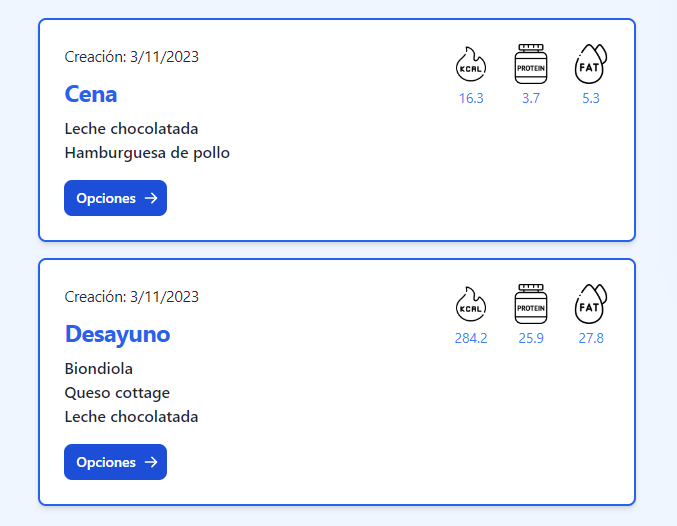 Creación: 3/11/2023
KCAL
PROTEIN
FAT
16.3
3.7
5.3
Cena
Leche chocolatada
Hamburguesa de pollo
Opciones →
Creación: 3/11/2023
KCAL
PROTEIN
FAT
284.2
25.9
27.8
Desayuno
Biondiola
Queso cottage
Leche chocolatada
Opciones →